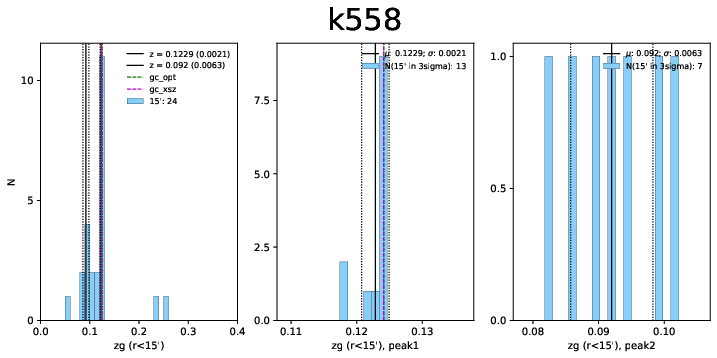 k558
z = 0.1229 (0.0021)
z = 0.092 (0.0063)
gc_opt
gc_xsz
15': 24
N
10
5
0
0.0 0.1 0.2 0.3 0.4
zg (r<15')
μ: 0.1229; σ: 0.0021
N(15' in 3sigma): 13
7.5
5.0
2.5
0.0
0.11 0.12 0.13
zg (r<15'), peak1
μ: 0.092; σ: 0.0063
N(15' in 3sigma): 7
1.0
0.5
0.0
0.08 0.09 0.10
zg (r<15'), peak2